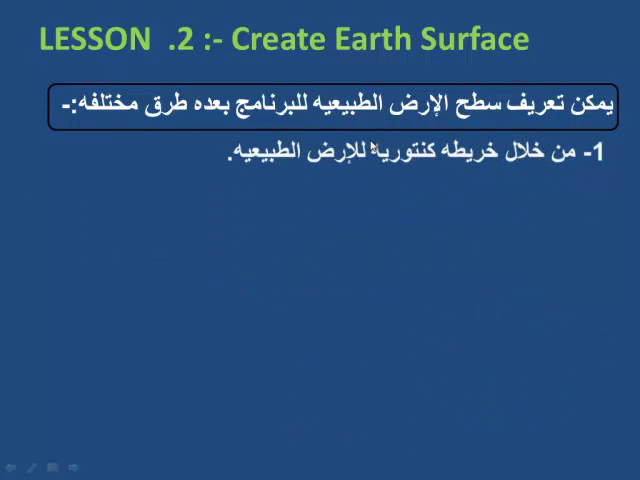 LESSON .2 :- Create Earth Surface
يمكن تعريف سطح الإرض الطبيعيه للبرنامج بعده طرق مختلفه:-
1- من خلال خريطه كنتوريه للإرض الطبيعيه.